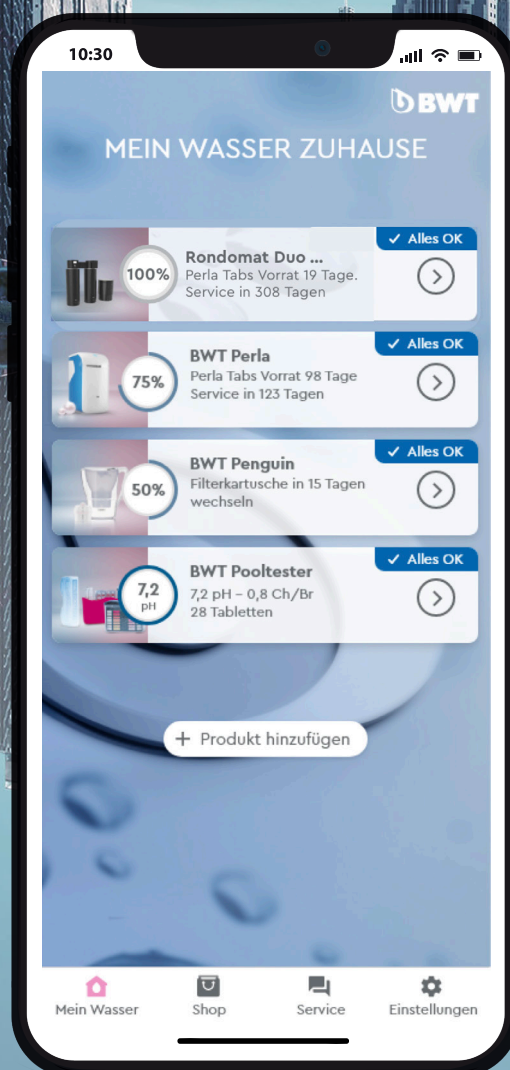 10:30
BWT
MEIN WASSER ZUHAUSE
✓ Alles OK
100%
Rondomat Duo ...
Perla Tabs Vorrat 19 Tage.
Service in 308 Tagen
✓ Alles OK
75%
BWT Perla
Perla Tabs Vorrat 98 Tage
Service in 123 Tagen
✓ Alles OK
50%
BWT Penguin
Filterkartusche in 15 Tagen
wechseln
✓ Alles OK
7,2
pH
BWT Pooltester
7,2 pH – 0,8 Ch/Br
28 Tabletten
+ Produkt hinzufügen
Mein Wasser
Shop
Service
Einstellungen